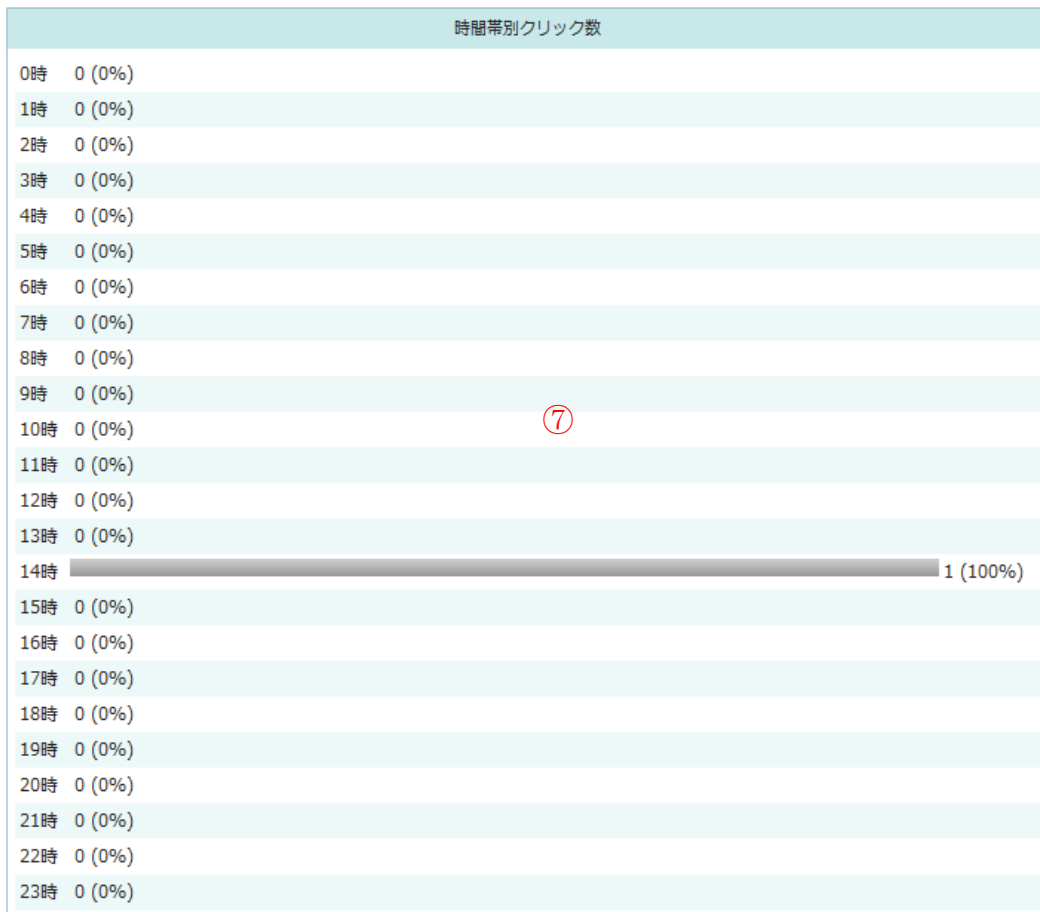 時間帯別クリック数
0時 0 (0%)
1時 0 (0%)
2時 0 (0%)
3時 0 (0%)
4時 0 (0%)
5時 0 (0%)
6時 0 (0%)
7時 0 (0%)
8時 0 (0%)
9時 0 (0%)
⑦
10時 0 (0%)
11時 0 (0%)
12時 0 (0%)
13時 0 (0%)
14時 1 (100%)
15時 0 (0%)
16時 0 (0%)
17時 0 (0%)
18時 0 (0%)
19時 0 (0%)
20時 0 (0%)
21時 0 (0%)
22時 0 (0%)
23時 0 (0%)